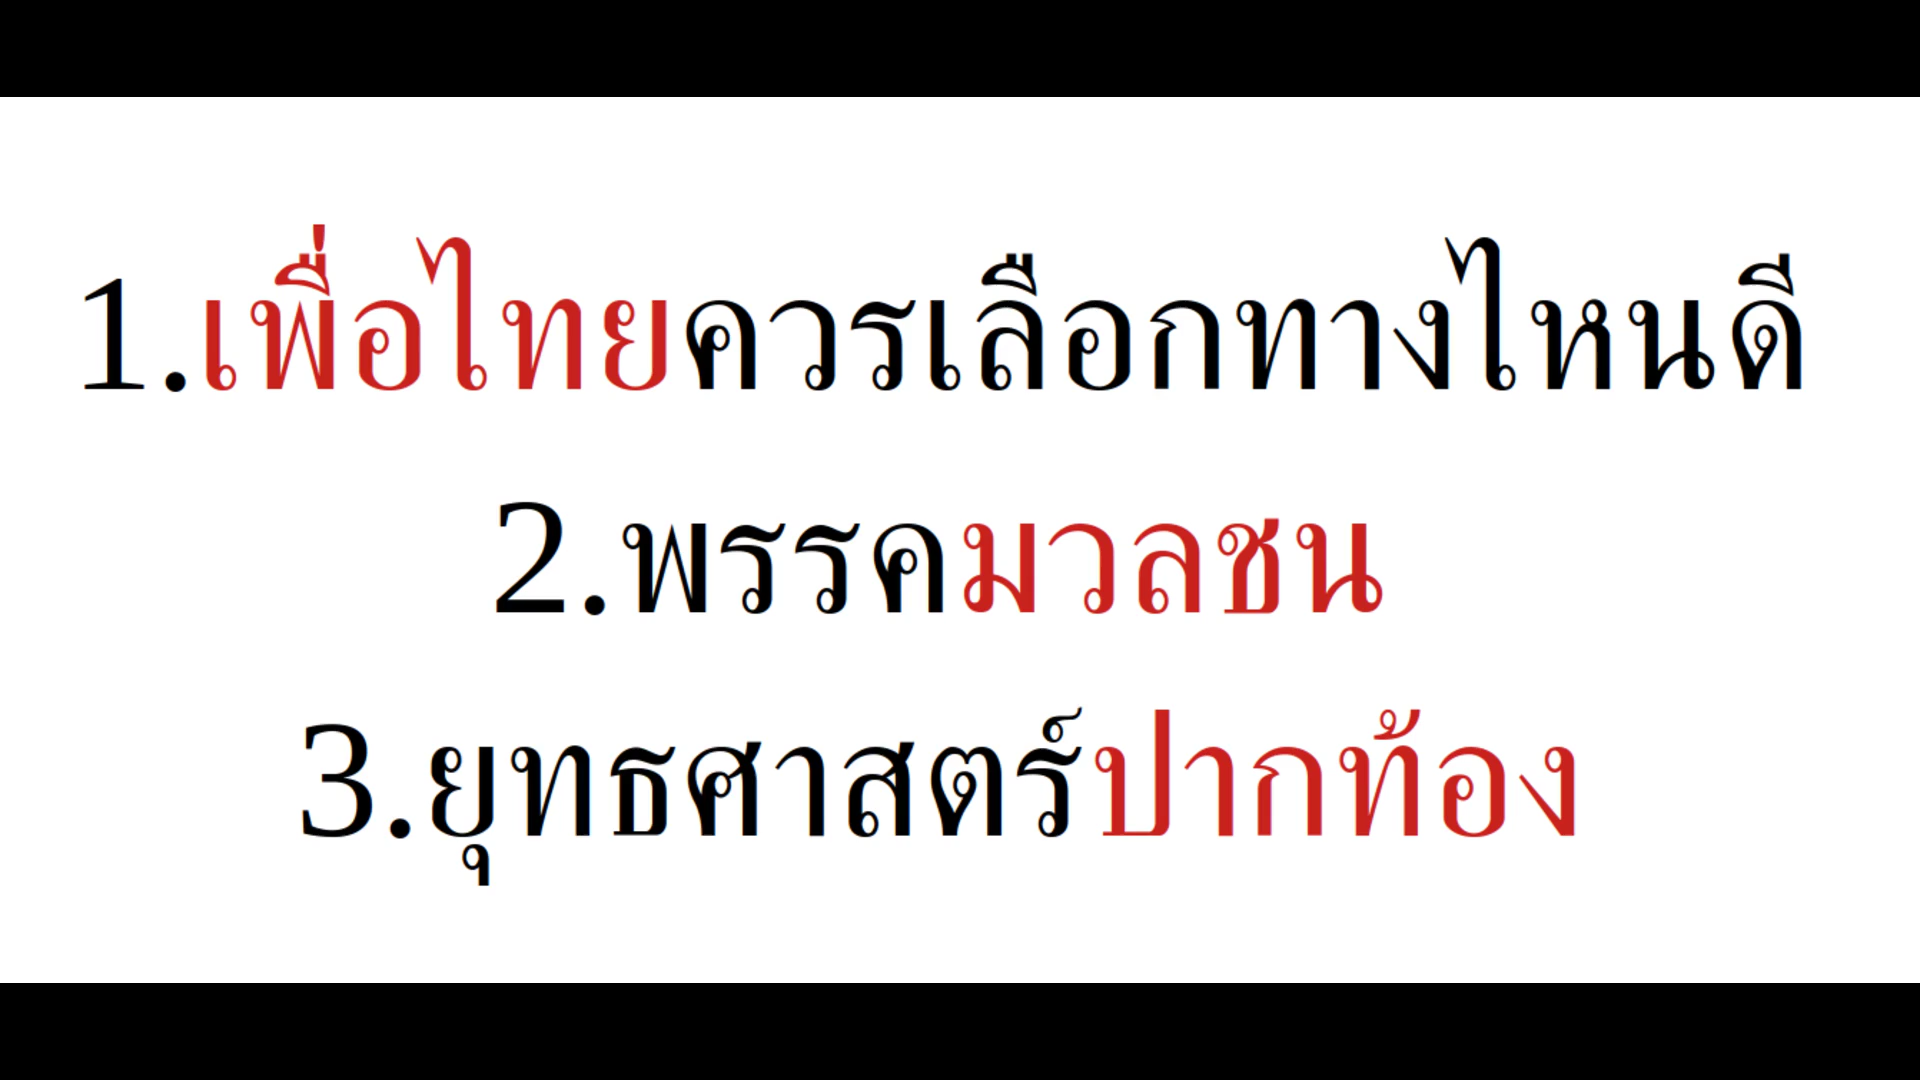 1.เพื่อไทยควรเลือกทางไหนดี
2.พรรคมวลชน
3.ยุทธศาสตร์ปากท้อง